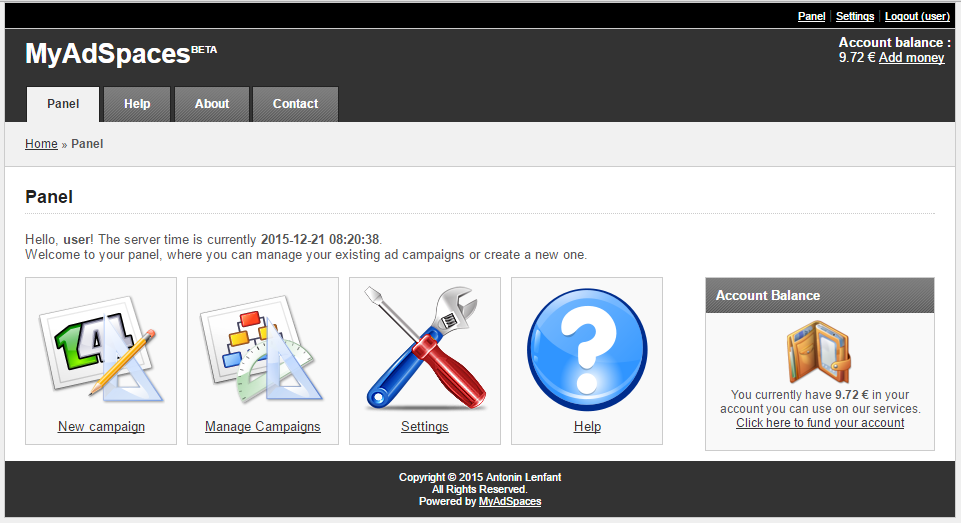 Panel | Settings | Logout (user)
MyAdSpaces BETA
Account balance :
9.72 € Add money
Panel Help About Contact
Home » Panel
Panel
Hello, user! The server time is currently 2015-12-21 08:20:38.
Welcome to your panel, where you can manage your existing ad campaigns or create a new one.
New campaign
Manage Campaigns
Settings
Help
Account Balance
You currently have 9.72 € in your
account you can use on our services.
Click here to fund your account
Copyright © 2015 Antonin Lenfant
All Rights Reserved.
Powered by MyAdSpaces